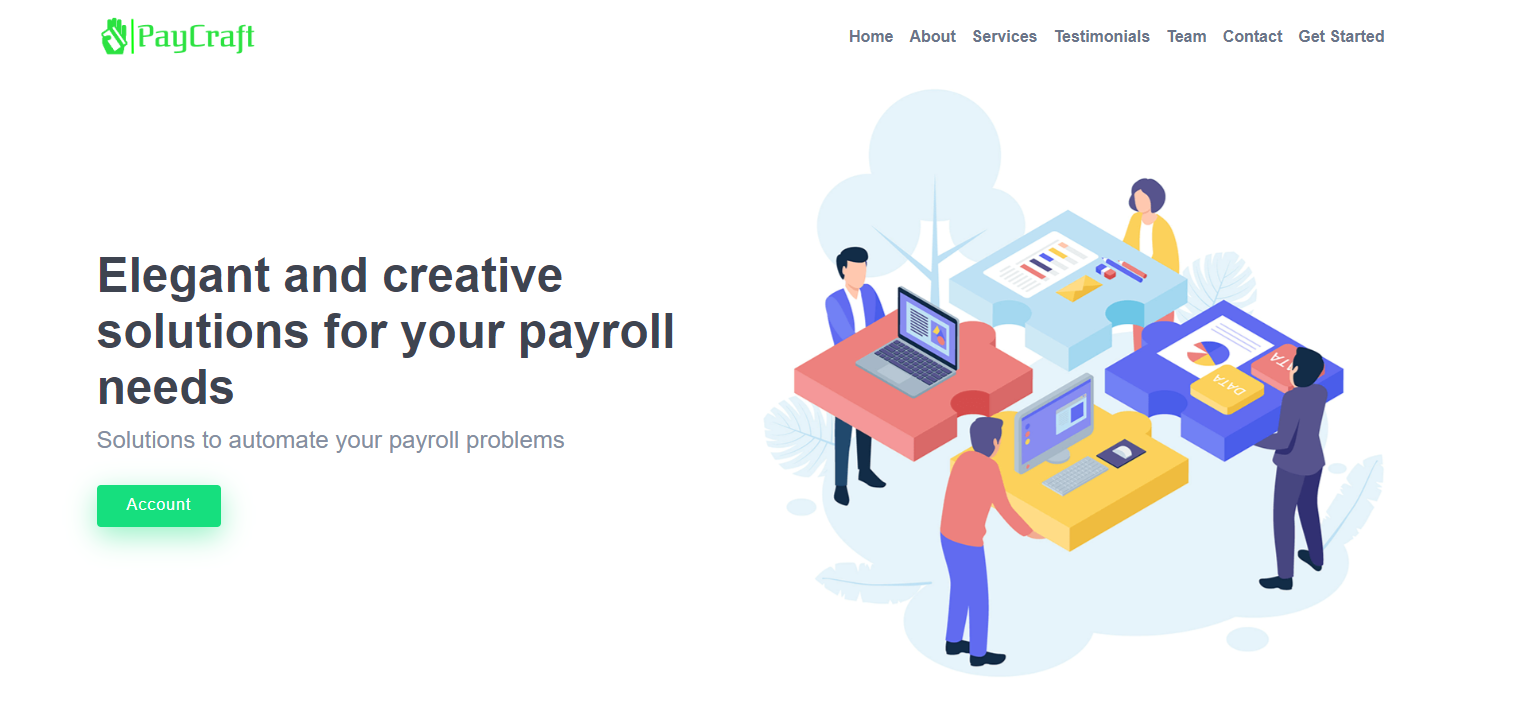 PayCraft
Home About Services Testimonials Team Contact Get Started
Elegant and creative
solutions for your payroll
needs
Solutions to automate your payroll problems
Account
DATA
DATA